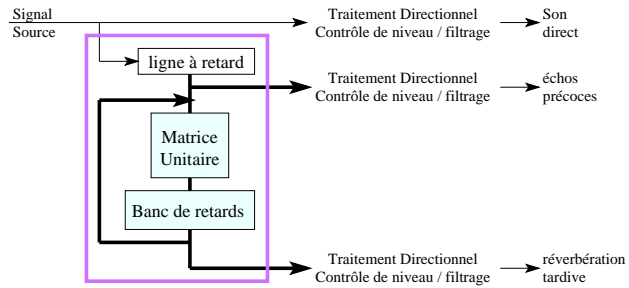 Signal
Source
Traitement Directionnel
Contrôle de niveau / filtrage
Son
direct
ligne à retard
Traitement Directionnel
Contrôle de niveau / filtrage
échos
précoces
Matrice
Unitaire
Banc de retards
Traitement Directionnel
Contrôle de niveau / filtrage
réverbération
tardive